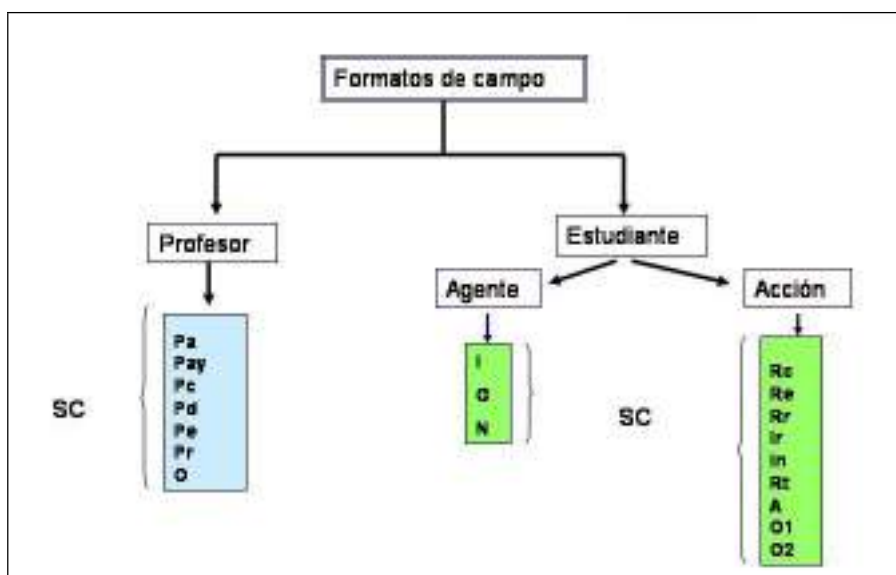 Formatos de campo
Profesor
Estudiante
Agente
Acción
SC
Pa
Pay
Pc
Pd
Pe
Pr
O
I
G
N
SC
Rc
Re
Rr
Ir
In
Rt
A
O1
O2